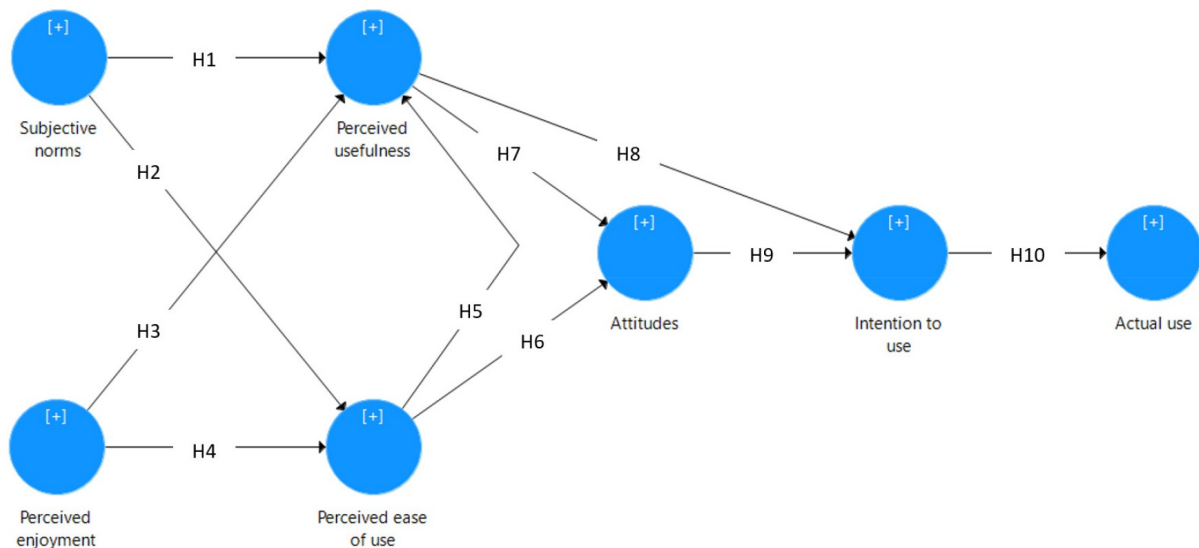 [+]
[+]
H1
Subjective
norms
Perceived
usefulness
H2
H7
H8
[+]
[+]
[+]
H9
H10
H3
H5
H6
Attitudes
Intention to
use
Actual use
[+]
[+]
H4
Perceived
enjoyment
Perceived ease
of use